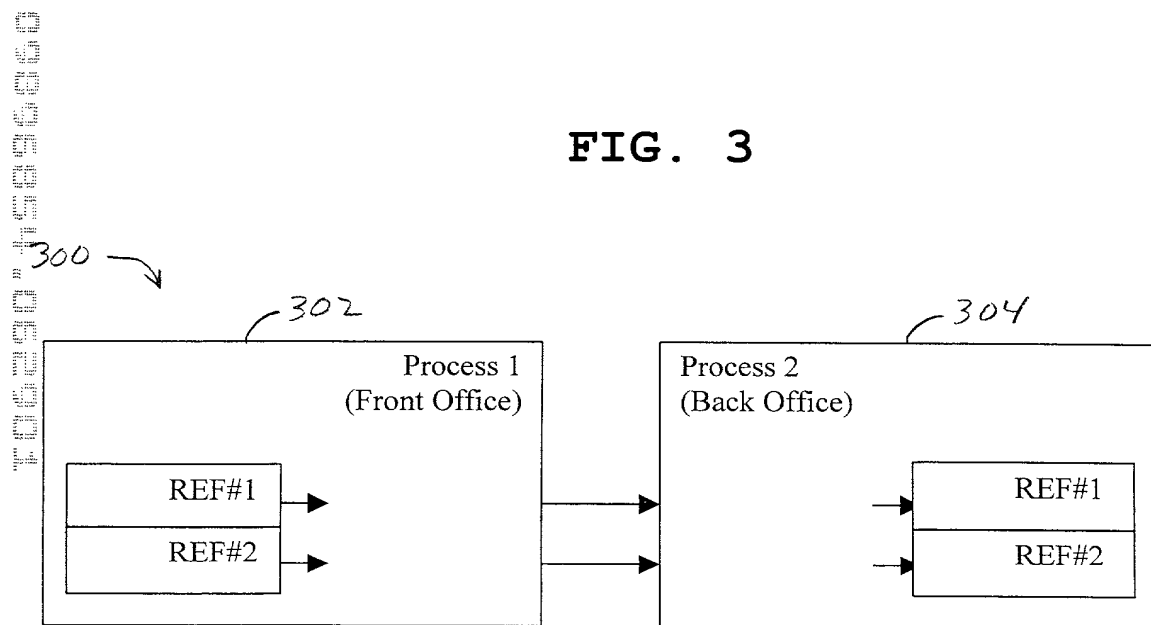 FIG. 3
300
302
304
Process 1
(Front Office)
Process 2
(Back Office)
REF#1
REF#2
REF#1
REF#2